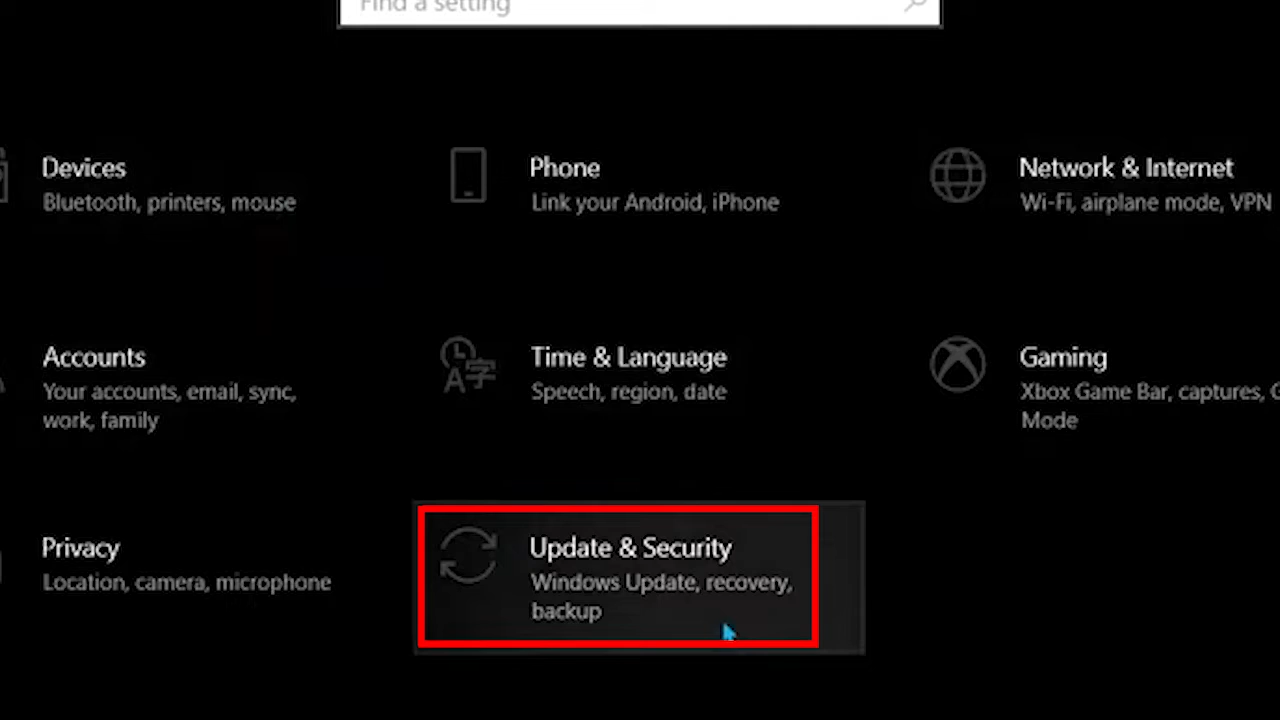 Find a setting
Devices
Bluetooth, printers, mouse
Phone
Link your Android, iPhone
Network & Internet
Wi-Fi, airplane mode, VPN
Accounts
Your accounts, email, sync,
work, family
Time & Language
Speech, region, date
Gaming
Xbox Game Bar, captures,
Mode
Privacy
Location, camera, microphone
Update & Security
Windows Update, recovery,
backup